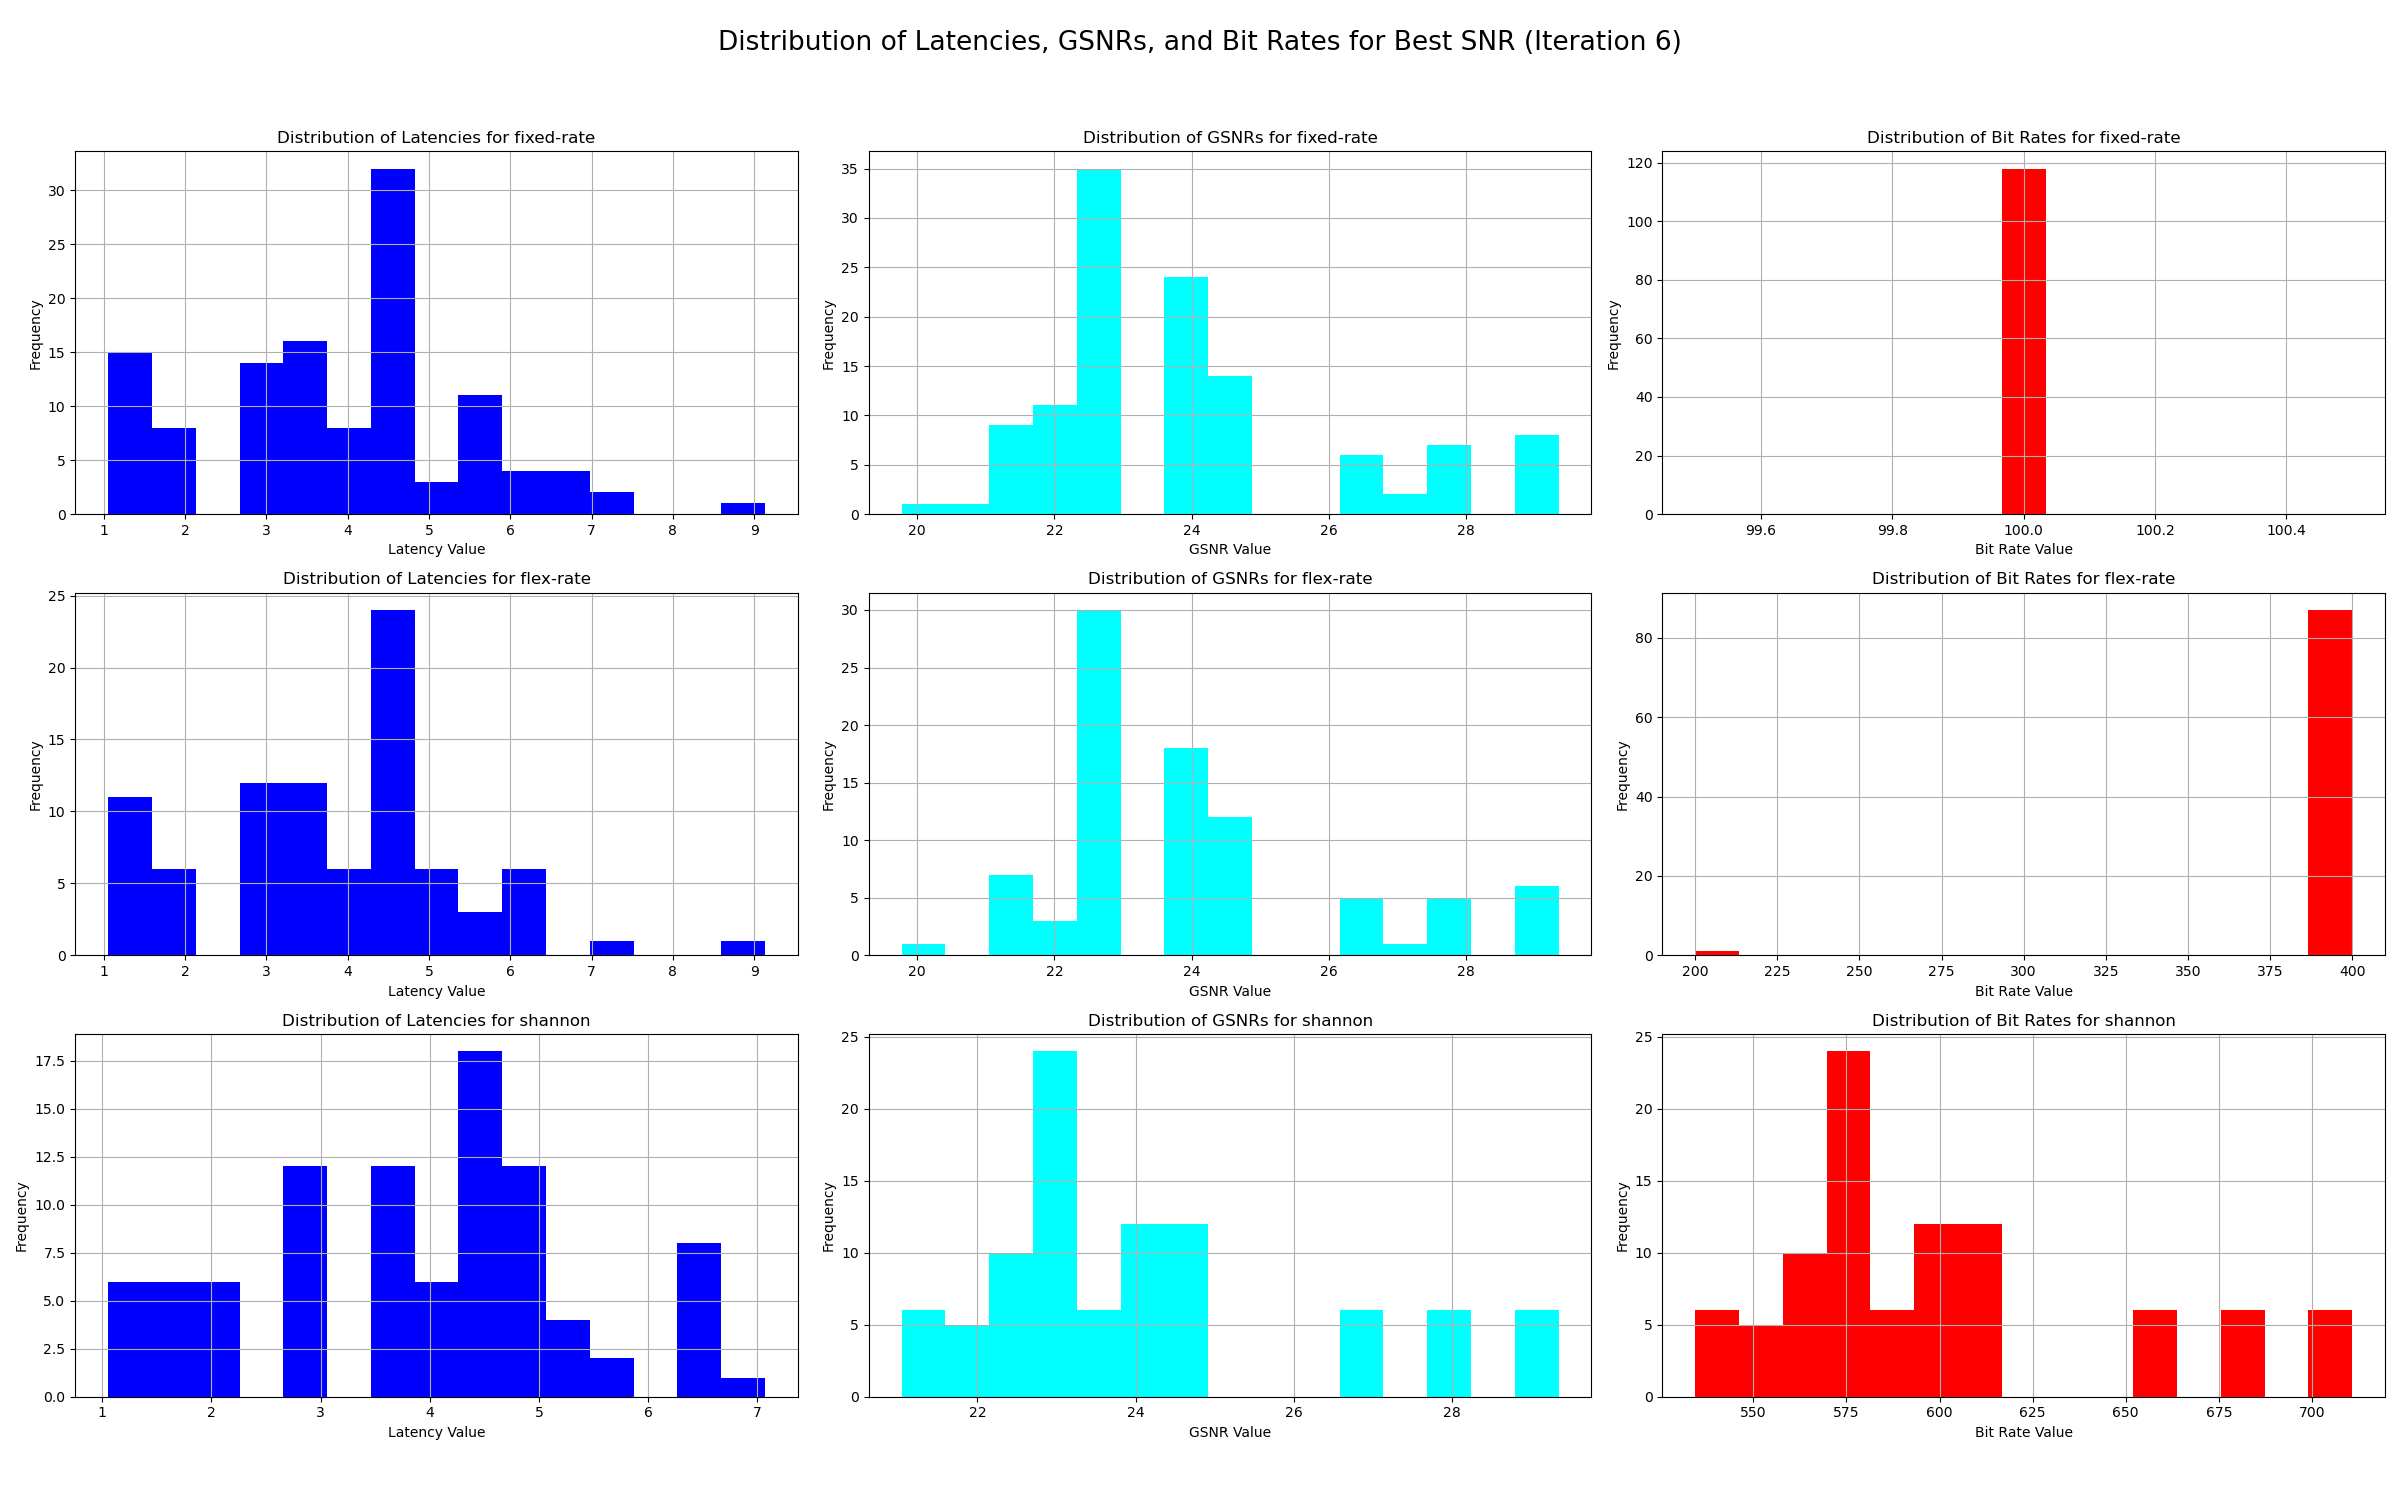 Distribution of Latencies, GSNRs, and Bit Rates for Best SNR (Iteration 6)
Distribution of Latencies for fixed-rate
Frequency
30
25
20
15
10
5
0
1 2 3 4 5 6 7 8 9
Latency Value
Distribution of GSNRs for fixed-rate
Frequency
35
30
25
20
15
10
5
0
20 22 24 26 28
GSNR Value
Distribution of Bit Rates for fixed-rate
Frequency
120
100
80
60
40
20
0
99.6 99.8 100.0 100.2 100.4
Bit Rate Value
Distribution of Latencies for flex-rate
Frequency
25
20
15
10
5
0
1 2 3 4 5 6 7 8 9
Latency Value
Distribution of GSNRs for flex-rate
Frequency
30
25
20
15
10
5
0
20 22 24 26 28
GSNR Value
Distribution of Bit Rates for flex-rate
Frequency
80
60
40
20
0
200 225 250 275 300 325 350 375 400
Bit Rate Value
Distribution of Latencies for shannon
Frequency
17.5
15.0
12.5
10.0
7.5
5.0
2.5
0.0
1 2 3 4 5 6 7
Latency Value
Distribution of GSNRs for shannon
Frequency
25
20
15
10
5
0
22 24 26 28
GSNR Value
Distribution of Bit Rates for shannon
Frequency
25
20
15
10
5
0
550 575 600 625 650 675 700
Bit Rate Value